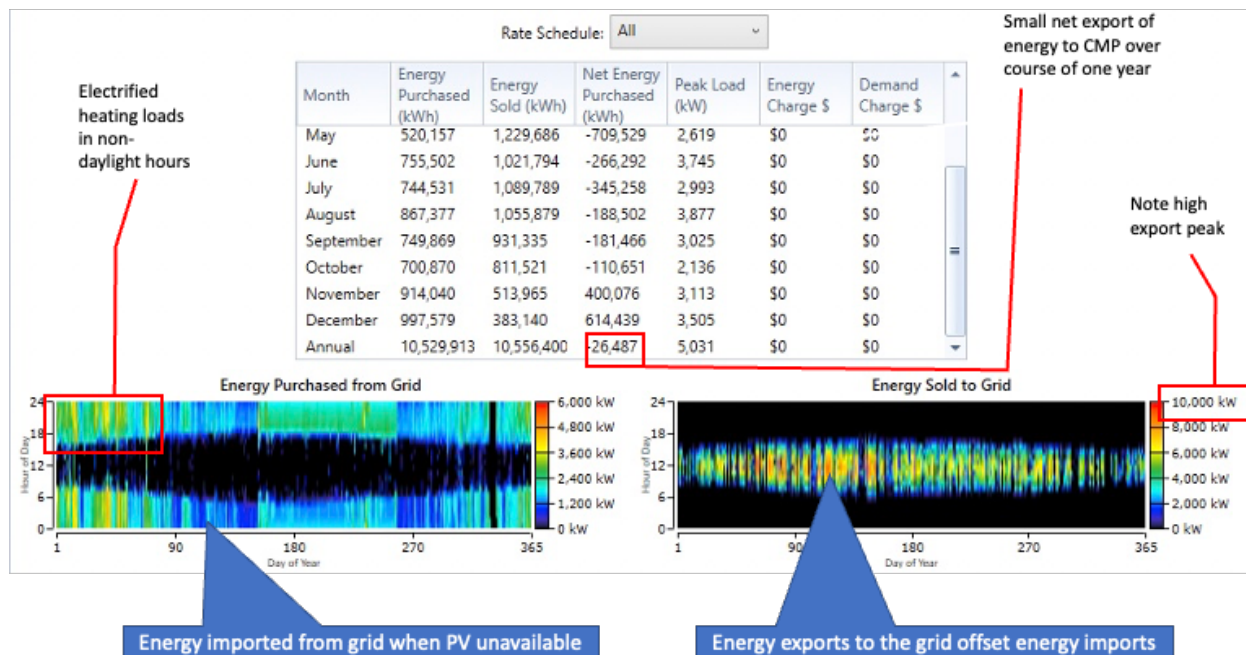 Rate Schedule: All
Small net export of
energy to CMP over
course of one year
Electrified
heating loads
in non-
daylight hours
Month Energy Purchased (kWh) Energy Sold (kWh) Net Energy Purchased (kWh) Peak Load (kW) Energy Charge $ Demand Charge $
May 520,157 1,229,686 -709,529 2,619 $0 $0
June 755,502 1,021,794 -266,292 3,745 $0 $0
July 744,531 1,089,789 -345,258 2,993 $0 $0
August 867,377 1,055,879 -188,502 3,877 $0 $0
September 749,869 931,335 -181,466 3,025 $0 $0
October 700,870 811,521 -110,651 2,136 $0 $0
November 914,040 513,965 400,076 3,113 $0 $0
December 997,579 383,140 614,439 3,505 $0 $0
Annual 10,529,913 10,556,400 -26,487 5,031 $0 $0
Note high
export peak
Energy Purchased from Grid
24
18
12
6
0
Hour of Day
1 90 180 270 365
Day of Year
6,000 kW
4,800 kW
3,600 kW
2,400 kW
1,200 kW
0 kW
Energy Sold to Grid
24
18
12
6
0
Hour of Day
1 90 180 270 365
Day of Year
10,000 kW
8,000 kW
6,000 kW
4,000 kW
2,000 kW
0 kW
Energy imported from grid when PV unavailable
Energy exports to the grid offset energy imports